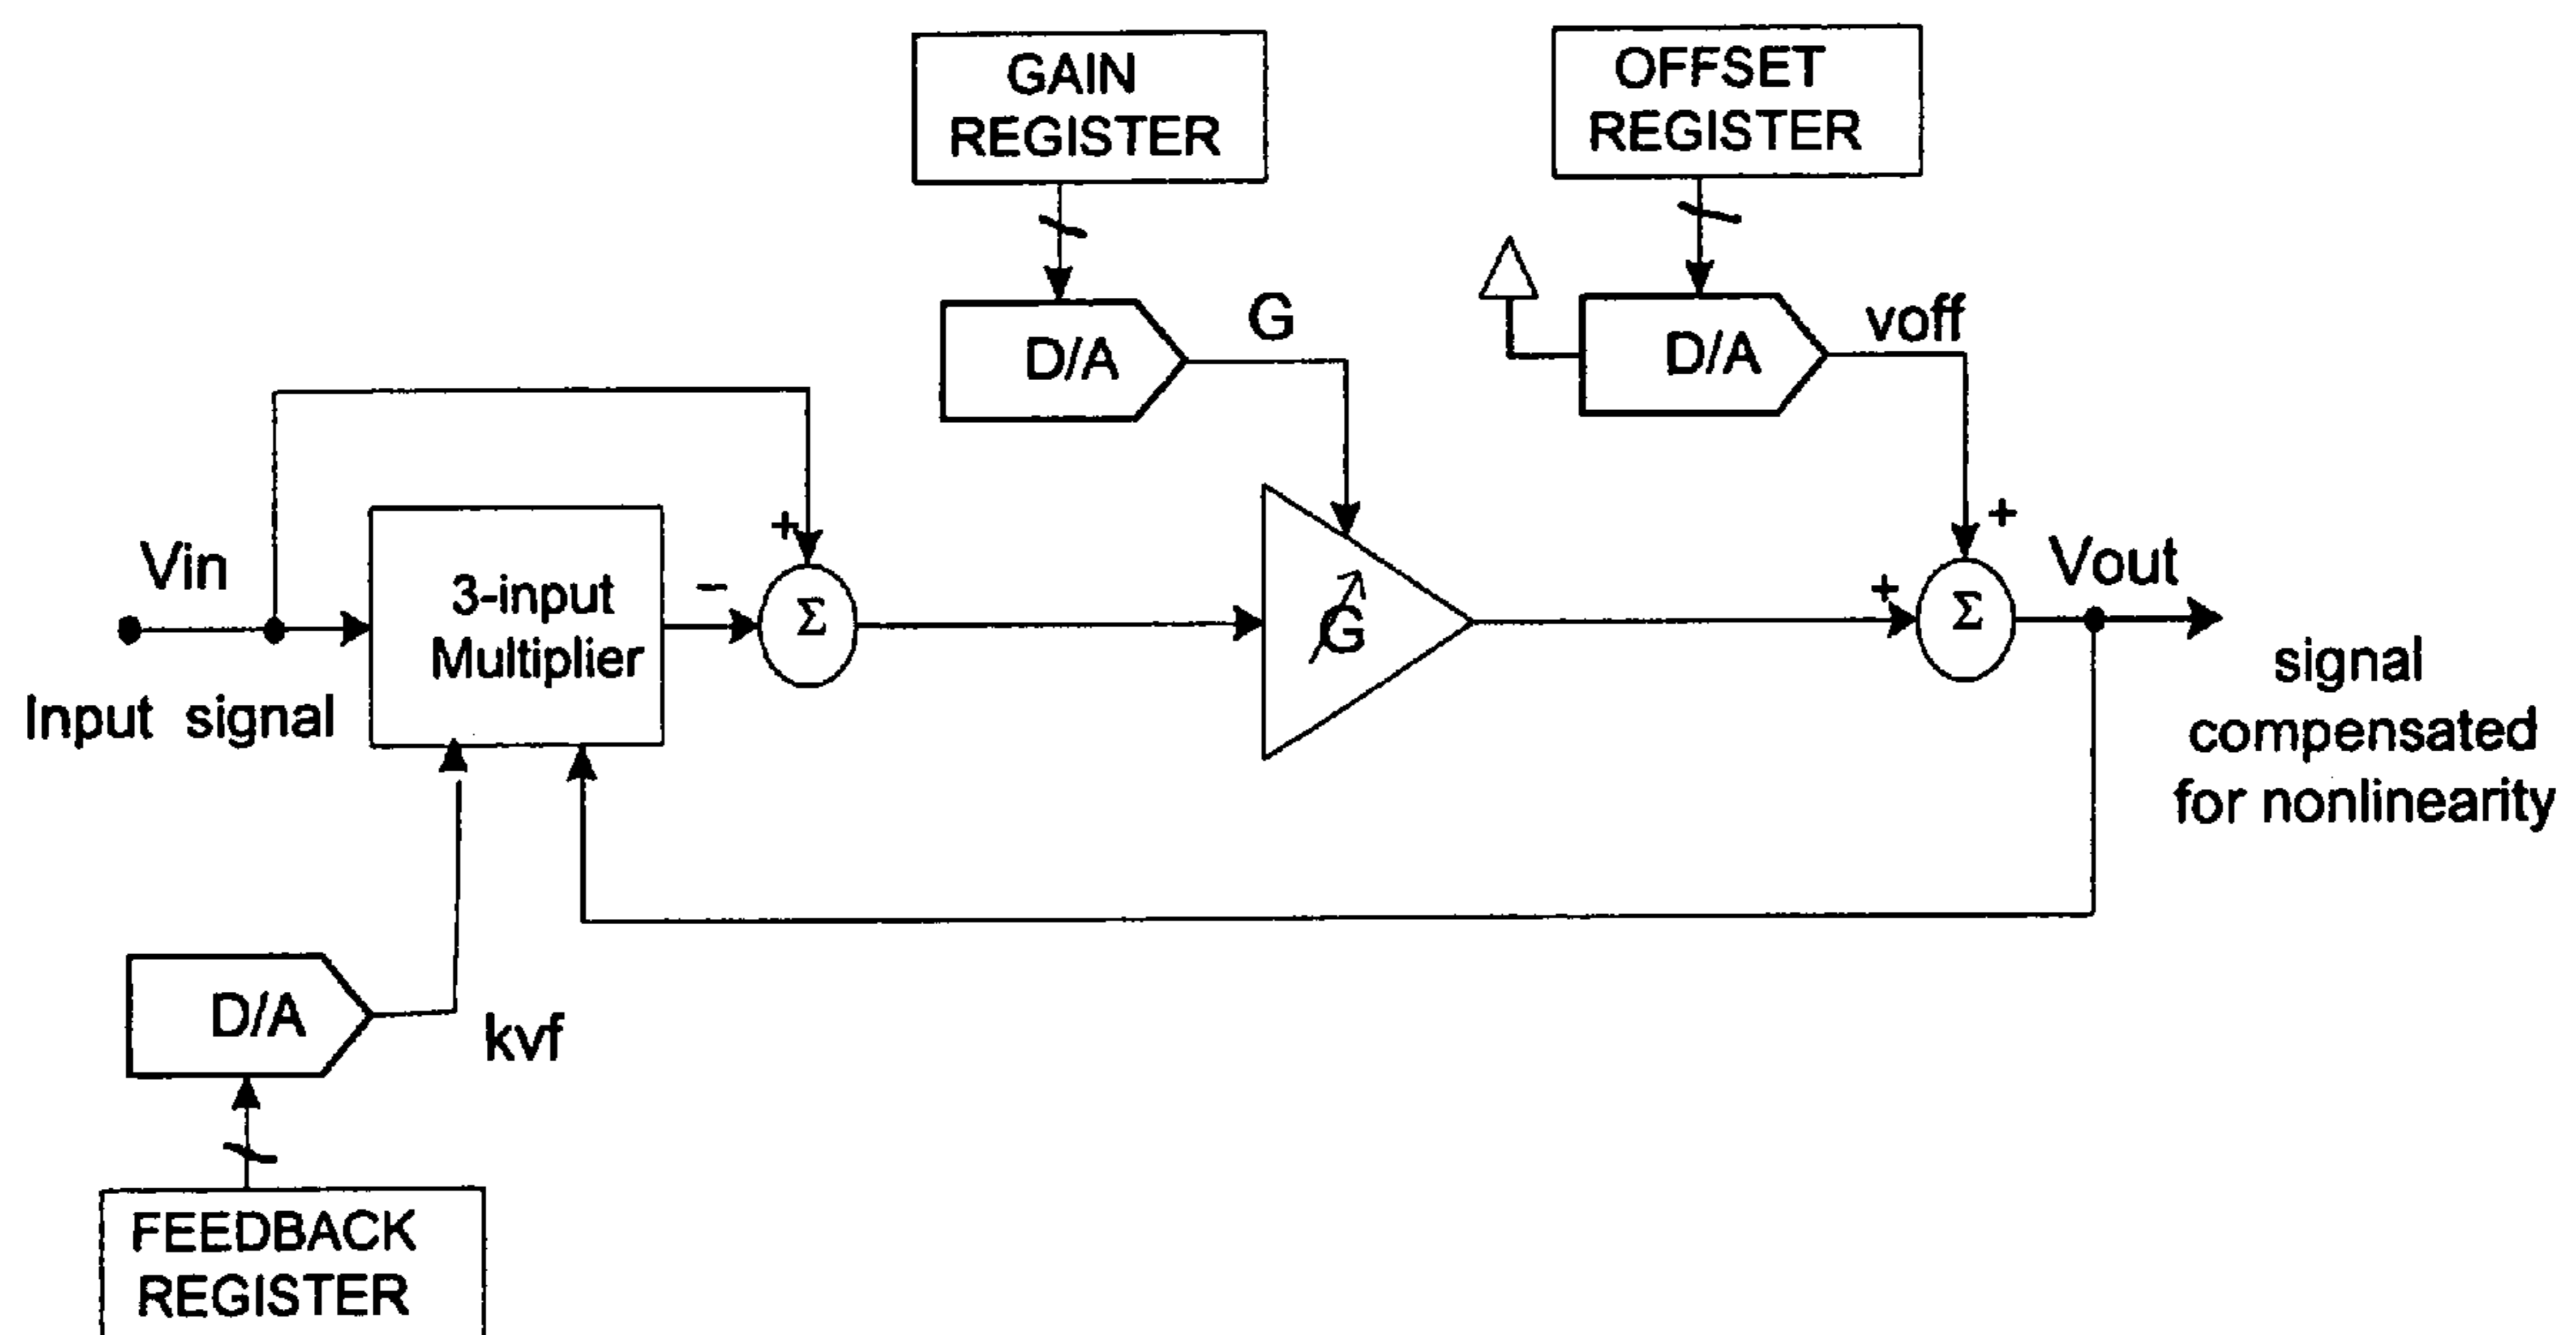 GAIN
REGISTER
OFFSET
REGISTER
D/A
G
D/A
voff
Vin
Input signal
3-input
Multiplier
+
−
Σ
G
+
+
Σ
Vout
signal
compensated
for nonlinearity
D/A
kvf
FEEDBACK
REGISTER